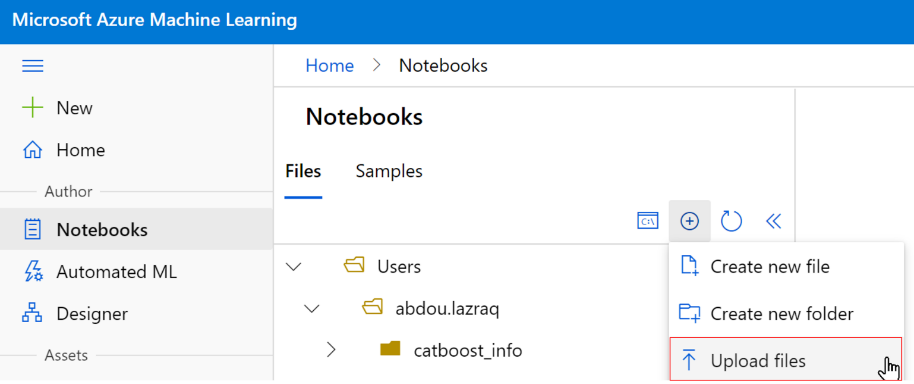 Microsoft Azure Machine Learning
Home > Notebooks
New
Home
Author
Notebooks
Automated ML
Designer
Assets
Notebooks
Files Samples
C:\
Users
abdou.lazraq
catboost_info
Create new file
Create new folder
Upload files